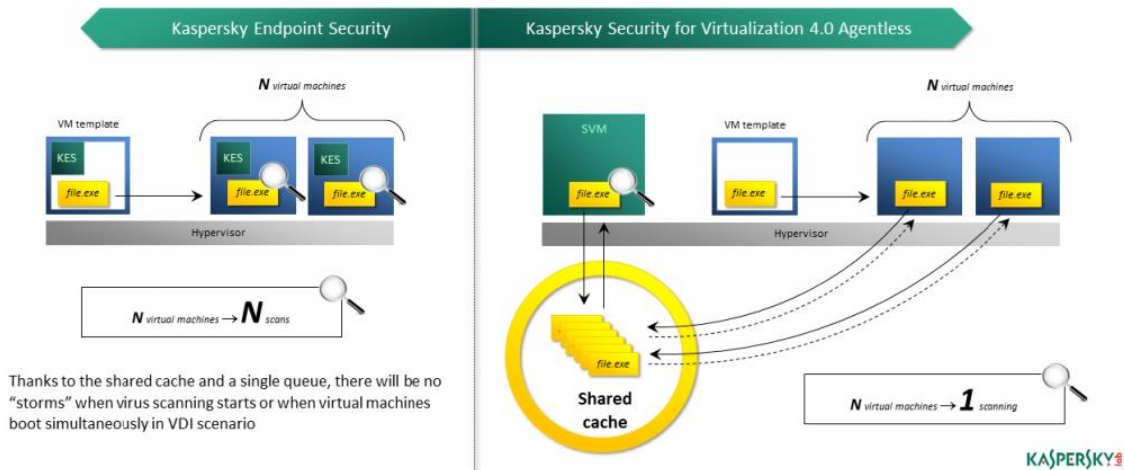 Kaspersky Endpoint Security
Kaspersky Security for Virtualization 4.0 Agentless
N virtual machines
VM template
KES
file.exe
KES
file.exe
KES
file.exe
Hypervisor
N virtual machines → N scans
Thanks to the shared cache and a single queue, there will be no
“storms” when virus scanning starts or when virtual machines
boot simultaneously in VDI scenario
N virtual machines
SVM
file.exe
VM template
file.exe
file.exe
file.exe
Hypervisor
file.exe
Shared
cache
N virtual machines → 1 scanning
KASPERSKY lab